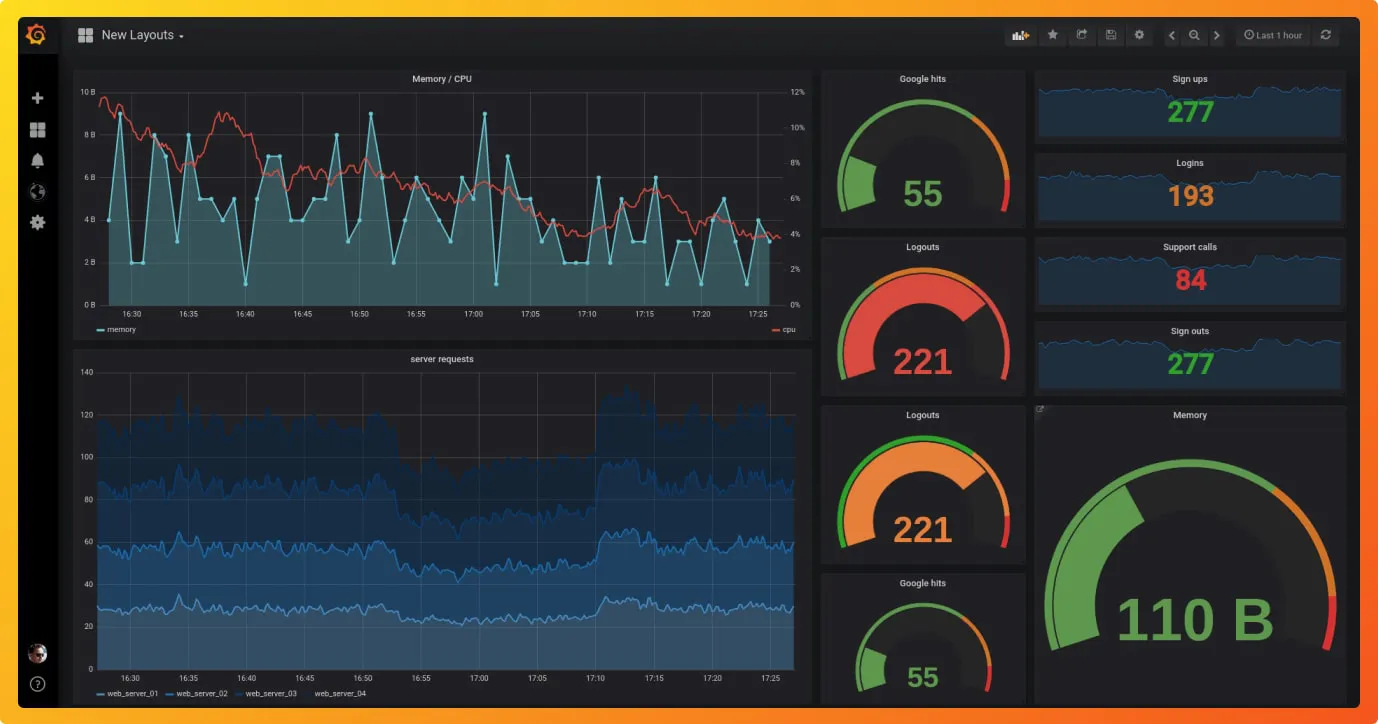 New Layouts
Last 1 hour
Memory / CPU
10 B
8 B
6 B
4 B
2 B
0 B
12%
10%
8%
6%
4%
2%
0%
16:30 16:35 16:40 16:45 16:50 16:55 17:00 17:05 17:10 17:15 17:20 17:25
memory
cpu
server requests
140
120
100
80
60
40
20
0
16:30 16:35 16:40 16:45 16:50 16:55 17:00 17:05 17:10 17:15 17:20 17:25
web_server_01 web_server_02 web_server_03 web_server_04
Google hits
55
Logouts
221
Logouts
221
Google hits
55
Sign ups
277
Logins
193
Support calls
84
Sign outs
277
Memory
110 B